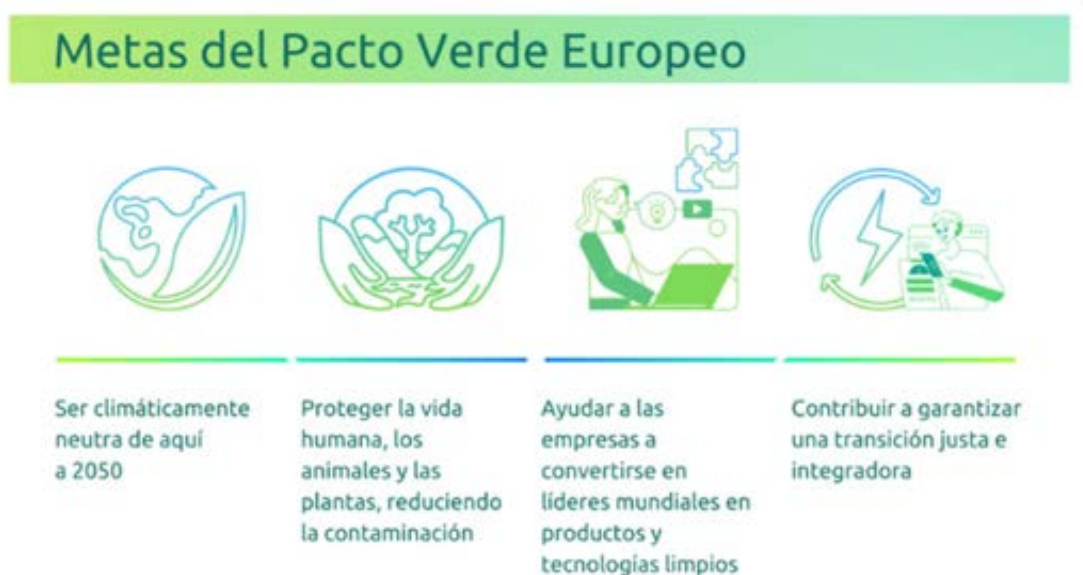 Metas del Pacto Verde Europeo
Ser climáticamente
neutra de aquí
a 2050
Proteger la vida
humana, los
animales y las
plantas, reduciendo
la contaminación
Ayudar a las
empresas a
convertirse en
líderes mundiales en
productos y
tecnologías limpios
Contribuir a garantizar
una transición justa e
integradora